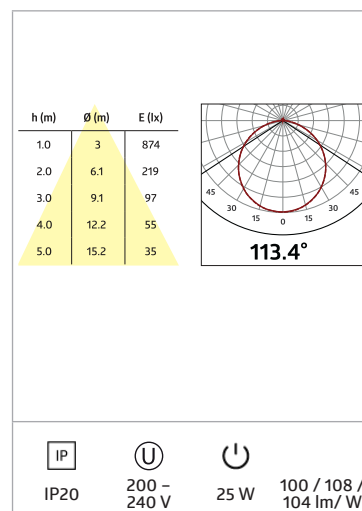 h (m) Ø (m) E (lx)
1.0 3 874
2.0 6.1 219
3.0 9.1 97
4.0 12.2 55
5.0 15.2 35
45 45
30 30
15 0 15
113.4°
IP U
IP20 200 – 240 V 25 W 100 / 108 / 104 lm/ W